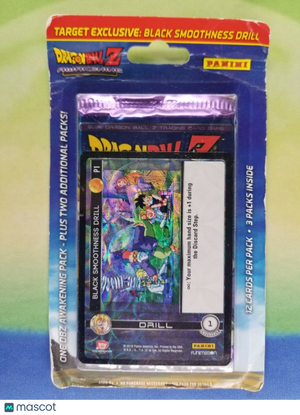 TARGET EXCLUSIVE: BLACK SMOOTHNESS DRILL
DRAGON BALL Z
PANINI
ONE DBZ AWAKENING PACK - PLUS TWO ADDITIONAL PACKS!
12 CARDS PER PACK • 3 PACKS INSIDE
BLACK SMOOTHNESS DRILL
P1
Your maximum hand size is +1 during
the Discard Step.
DRILL
1
PANINI
FUNIMATION
mascot